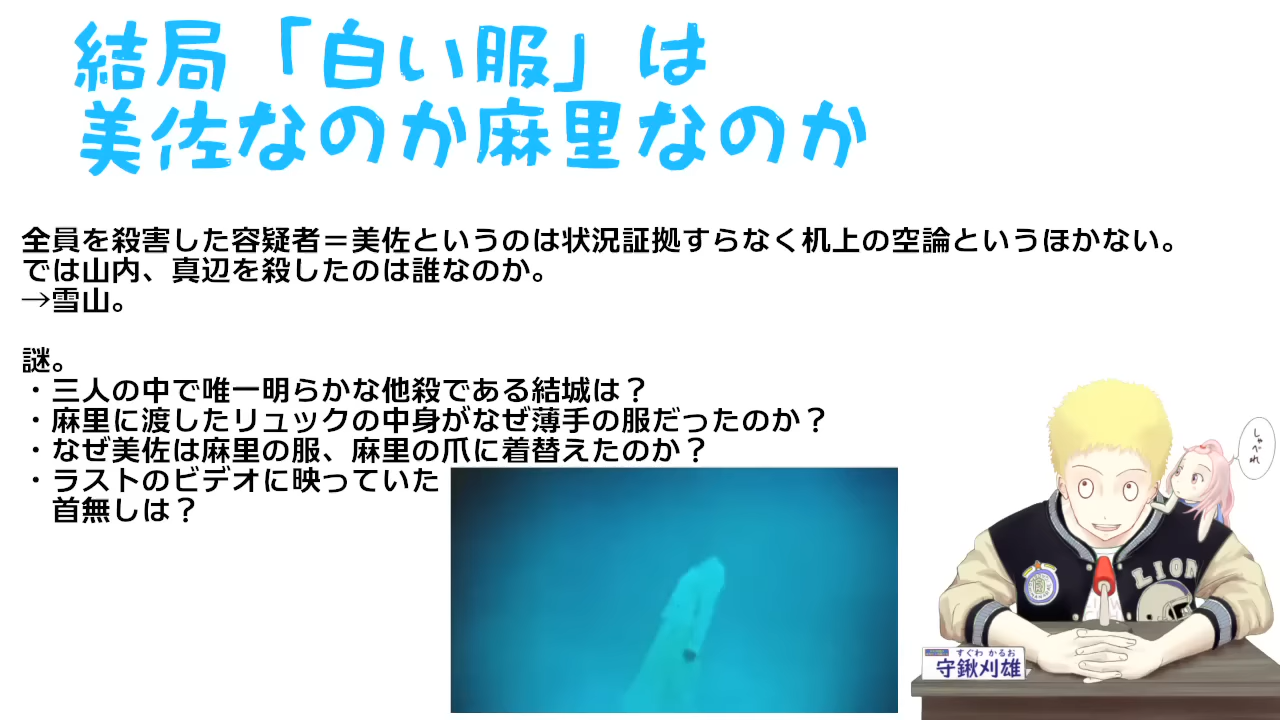 結局「白い服」は
美佐なのか麻里なのか
全員を殺害した容疑者＝美佐というのは状況証拠すらなく机上の空論というほかない。
では山内、真辺を殺したのは誰なのか。
→雪山。
謎。
・三人の中で唯一明らかな他殺である結城は？
・麻里に渡したリュックの中身がなぜ薄手の服だったのか？
・なぜ美佐は麻里の服、麻里の爪に着替えたのか？
・ラストのビデオに映っていた
首無しは？
しゃべれ
LION
すぐわ かるお
守鍬刈雄